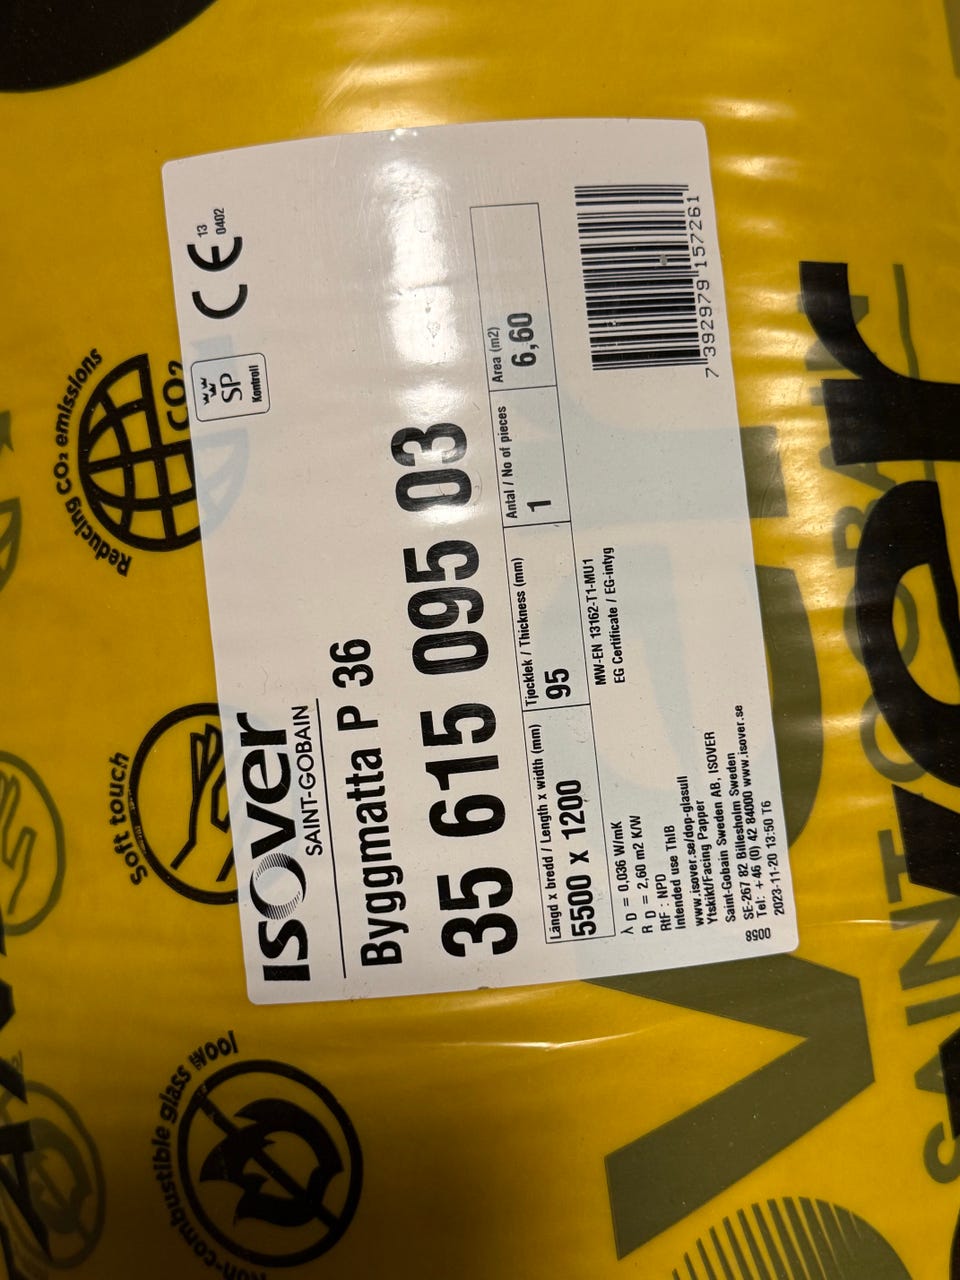 Reducing CO₂ emissions
CO2
Soft touch
Non-combustible glass wool
isover
SAINT-GOBAIN
SP
Kontroll
CE
13
0402
Byggmatta P 36
35 615 095 03
Längd x bredd / Length x width (mm)
5500 x 1200
Tjocklek / Thickness (mm)
95
Antal / No of pieces
1
Area (m2)
6,60
λ D = 0,036 W/mK
R D = 2,60 m2 K/W
RtF : NPD
Intended use ThIB
MW-EN 13162-T1-MU1
EG Certificate / EG-intyg
www.isover.se/dop-glasull
Ytskikt/Facing Papper
Saint-Gobain Sweden AB, ISOVER
SE-267 82 Billesholm Sweden
Tel: +46 (0) 42 84000 www.isover.se
2023-11-20 13:50 T6
0058
7 392979 157261
SAINT-GOBAIN